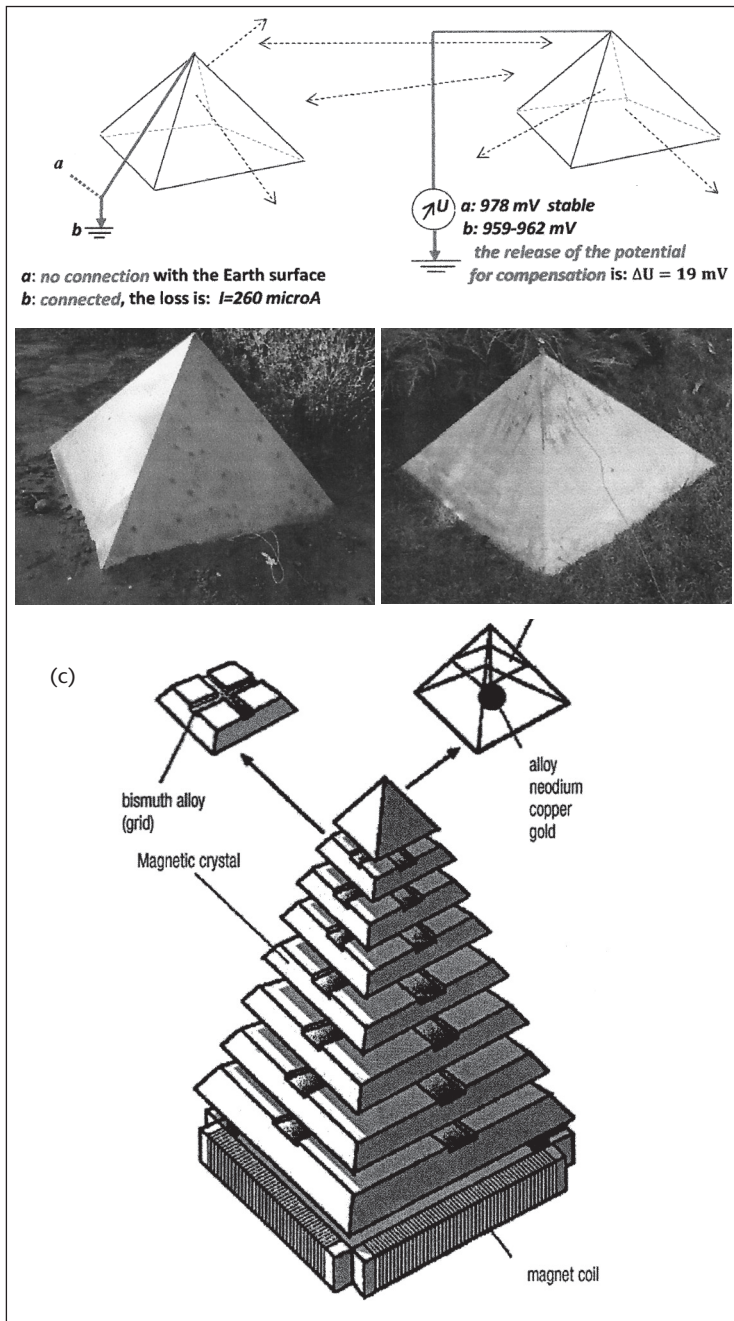 a
b
U
a: 978 mV stable
b: 959-962 mV
the release of the potential
for compensation is: ΔU = 19 mV
a: no connection with the Earth surface
b: connected, the loss is: I=260 microA
(c)
bismuth alloy
(grid)
Magnetic crystal
alloy
neodium
copper
gold
magnet coil